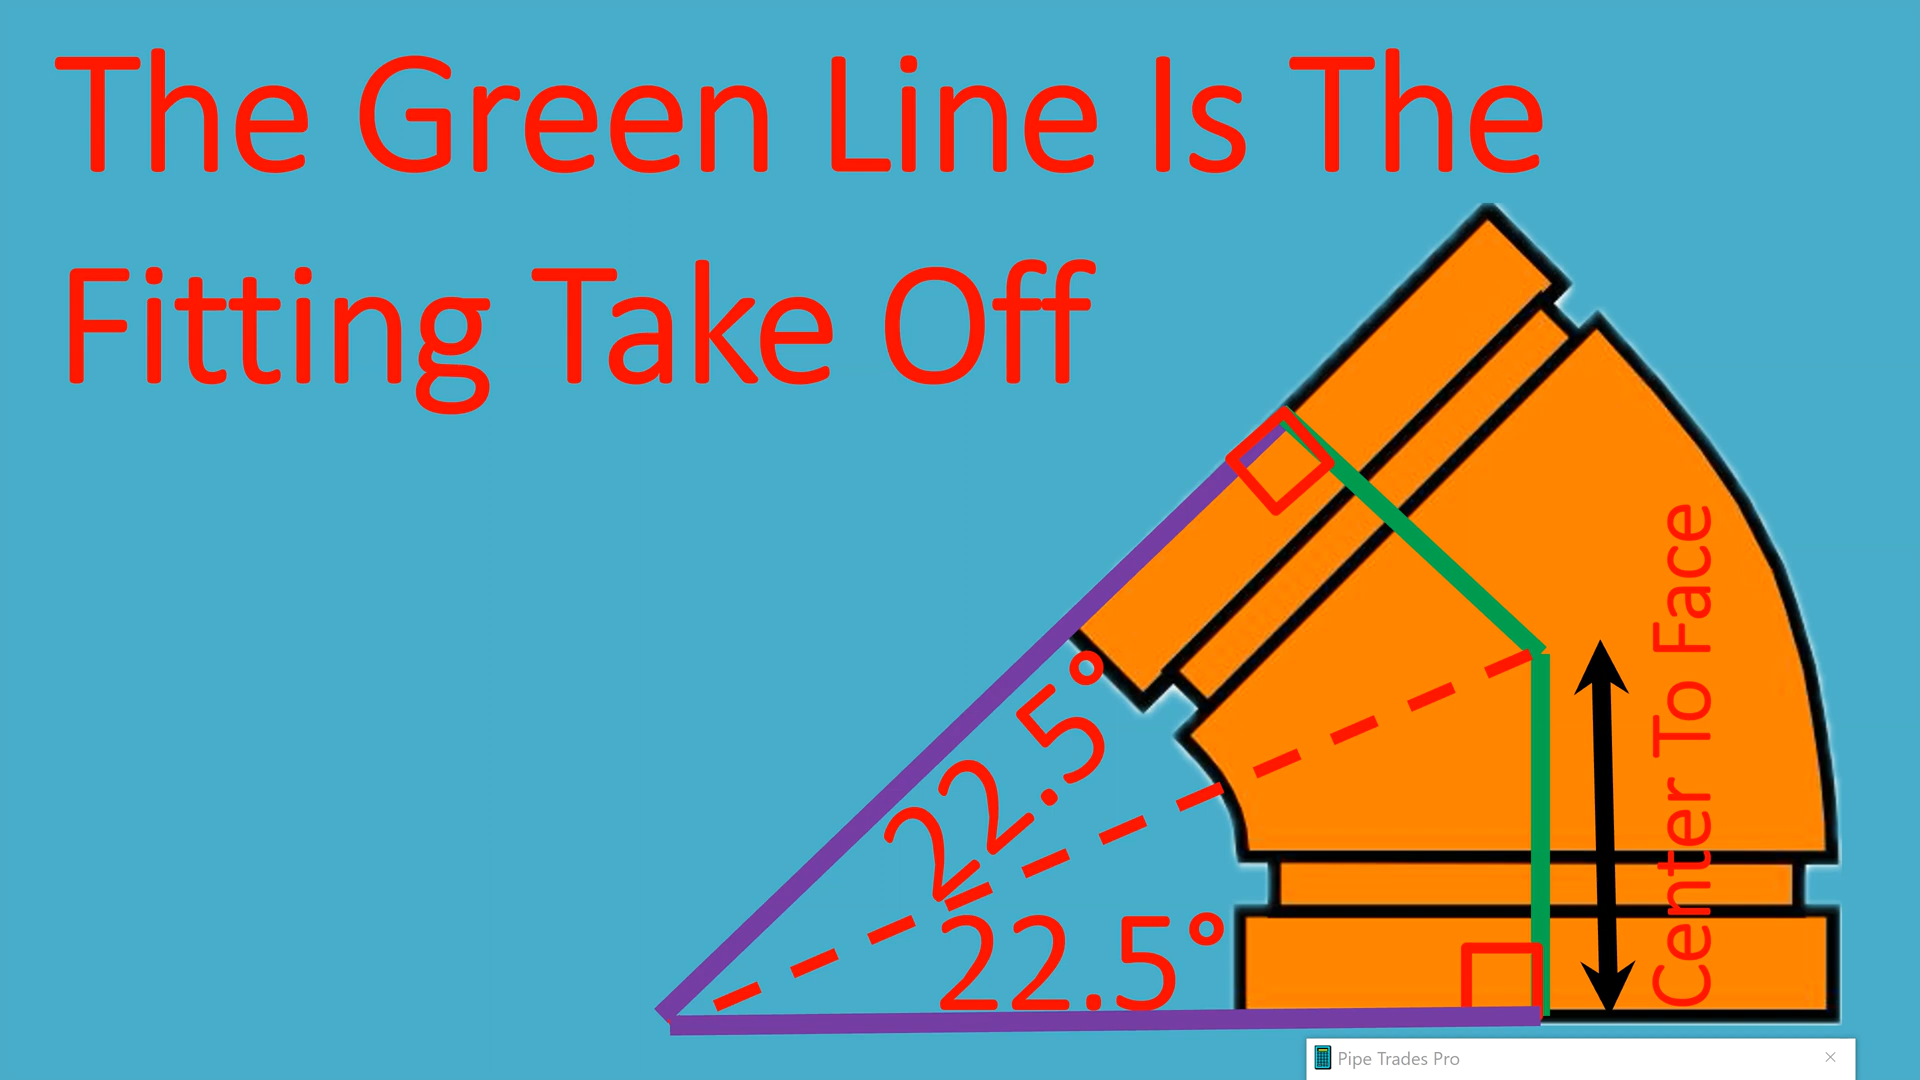 The Green Line Is The
Fitting Take Off
Center To Face
22.5°
22.5°
Pipe Trades Pro